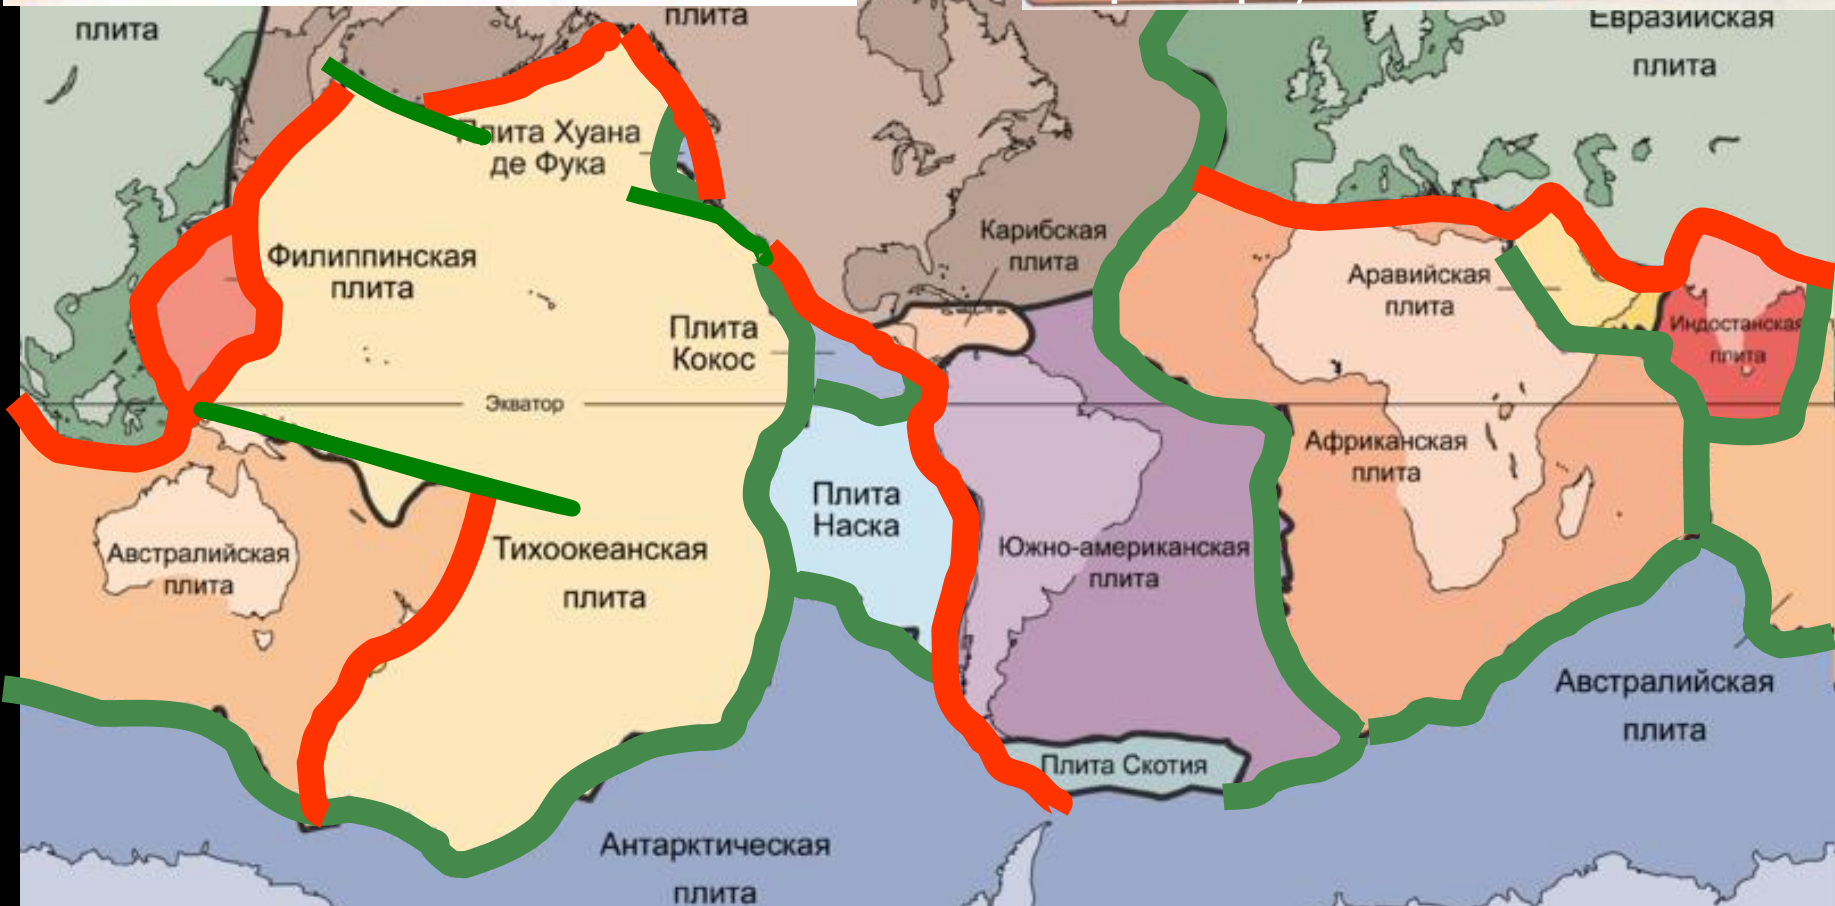 плита
плита
Евразийская
плита
Плита Хуана
де Фука
Карибская
плита
Филиппинская
плита
Аравийская
плита
Плита
Кокос
Индостанская
плита
Экватор
Африканская
плита
Плита
Наска
Австралийская
плита
Тихоокеанская
плита
Южно-американская
плита
Австралийская
плита
Плита Скотия
Антарктическая
плита